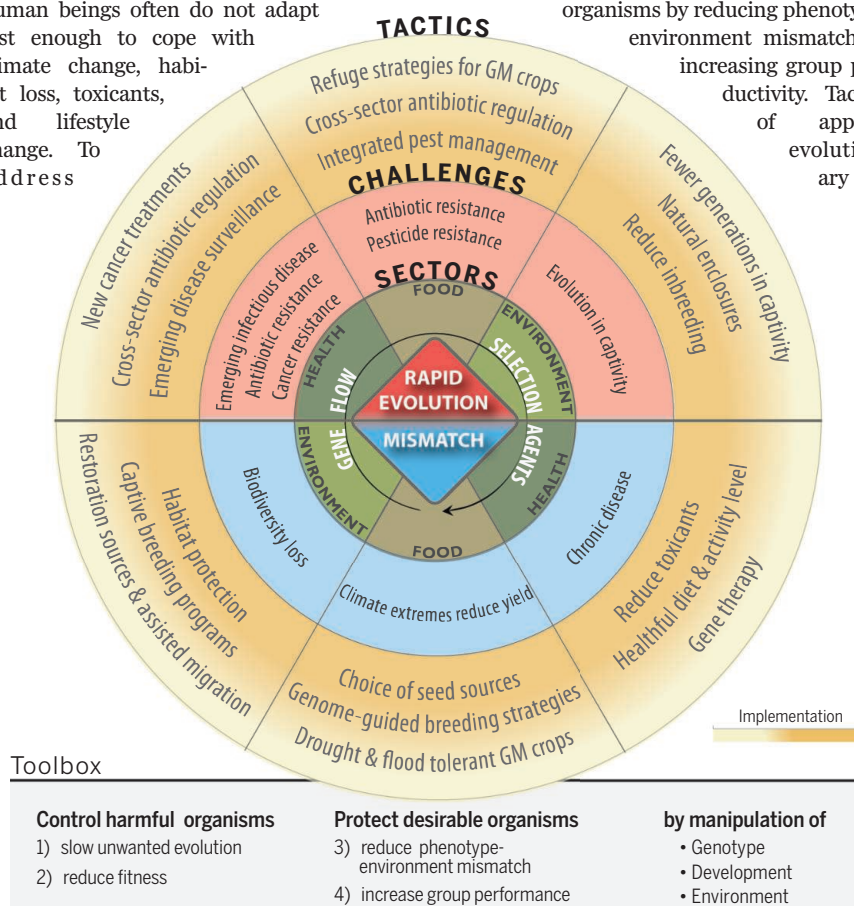 uman beings often do not adapt
st enough to cope with
imate change, habi-
t loss, toxicants,
nd lifestyle
hange. To
ddress
organisms by reducing phenoty
environment mismatch
increasing group p
ductivity. Tac
of app
evoluti
ary
TACTICS
Refuge strategies for GM crops
Cross-sector antibiotic regulation
Integrated pest management
CHALLENGES
Antibiotic resistance
Pesticide resistance
SECTORS
FOOD
New cancer treatments
Cross-sector antibiotic regulation
Emerging disease surveillance
Emerging infectious disease
Antibiotic resistance
Cancer resistance
HEALTH
Fewer generations in captivity
Natural enclosures
Reduce inbreeding
Evolution in captivity
ENVIRONMENT
GENE FLOW
SELECTION AGENTS
RAPID
EVOLUTION
MISMATCH
ENVIRONMENT
Biodiversity loss
Habitat protection
Captive breeding programs
Restoration sources & assisted migration
FOOD
Climate extremes reduce yield
Choice of seed sources
Genome-guided breeding strategies
Drought & flood tolerant GM crops
HEALTH
Chronic disease
Reduce toxicants
Healthful diet & activity level
Gene therapy
Implementation
Toolbox
Control harmful organisms
1) slow unwanted evolution
2) reduce fitness
Protect desirable organisms
3) reduce phenotype-
environment mismatch
4) increase group performance
by manipulation of
• Genotype
• Development
• Environment